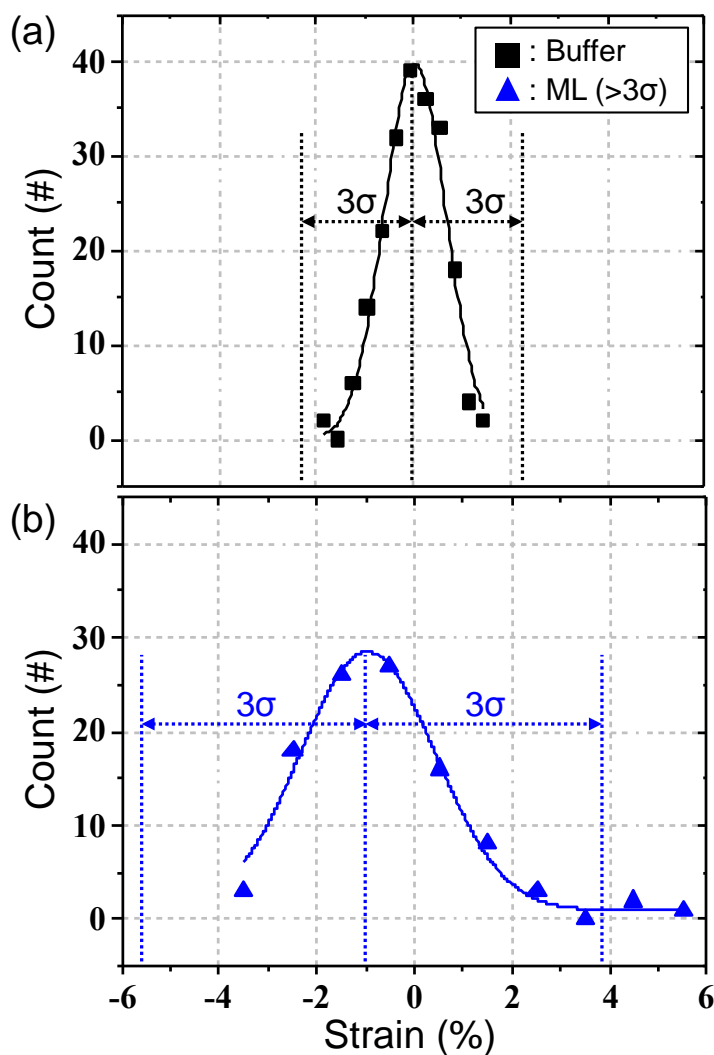 (a)
: Buffer
: ML (>3σ)
40
30
20
10
0
3σ 3σ
Count (#)
(b)
40
30
20
10
0
3σ 3σ
Count (#)
-6 -4 -2 0 2 4 6
Strain (%)